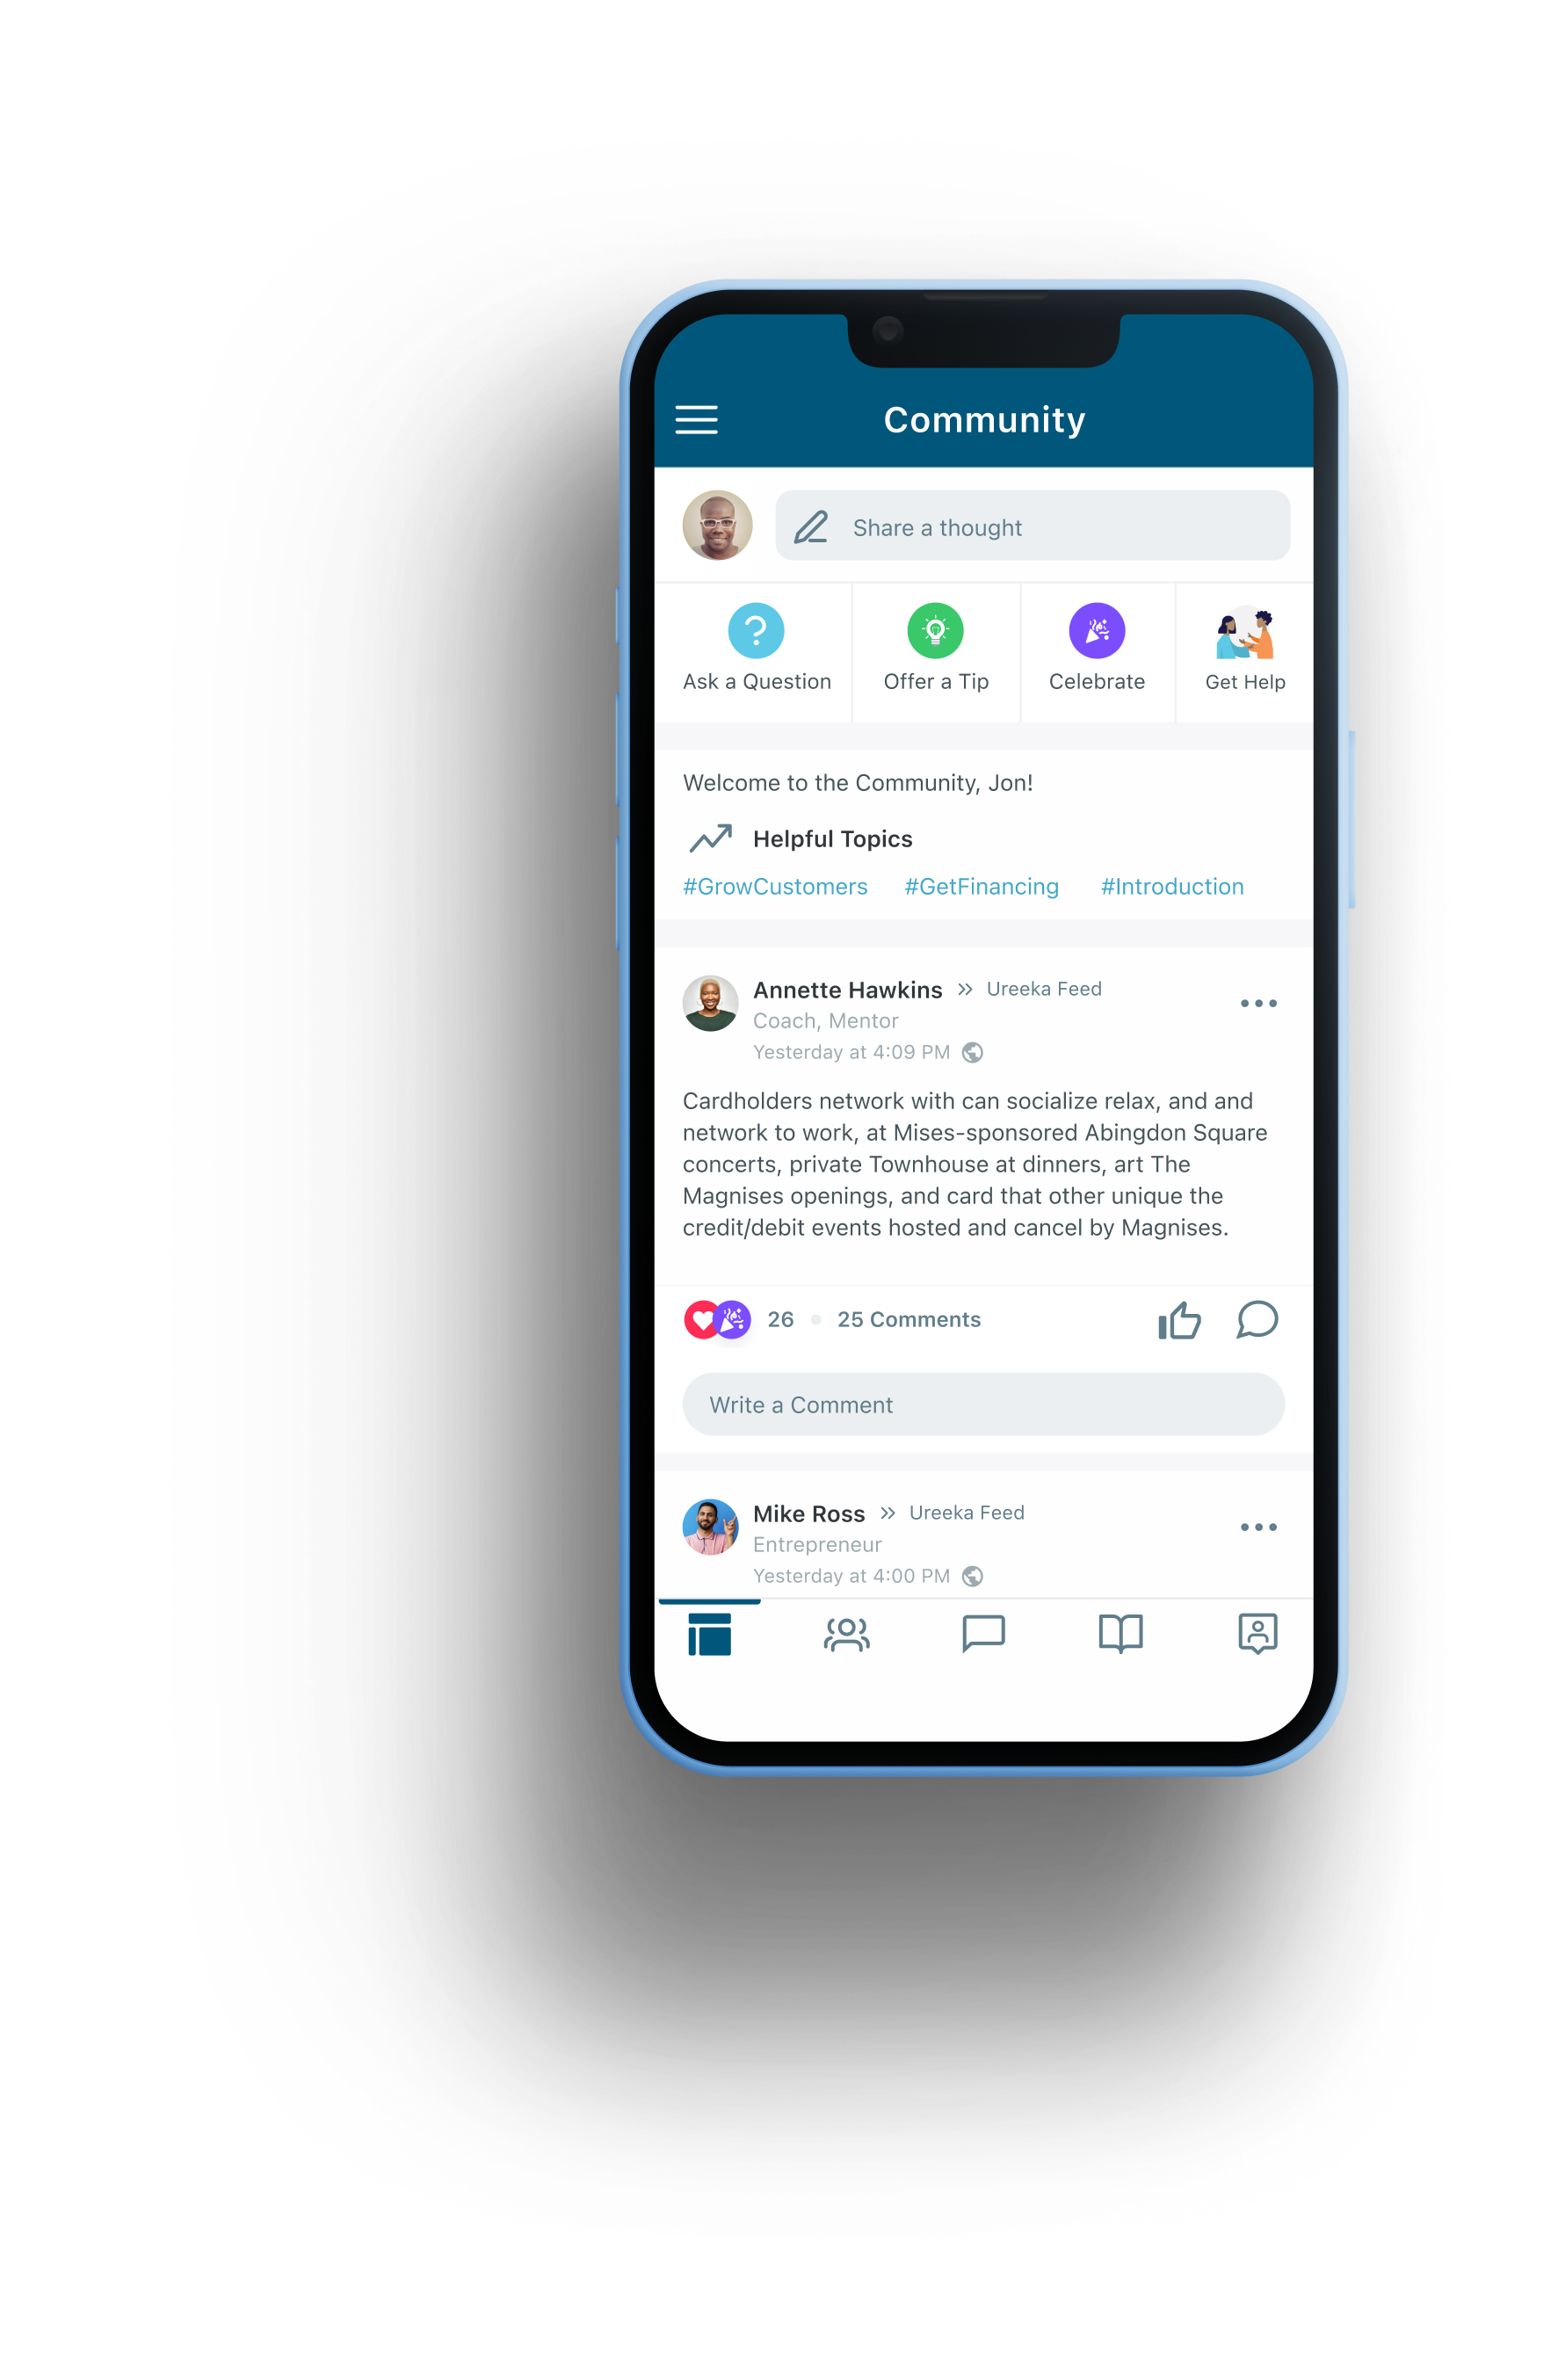 Community
Share a thought
Ask a Question
Offer a Tip
Celebrate
Get Help
Welcome to the Community, Jon!
Helpful Topics
#GrowCustomers #GetFinancing #Introduction
Annette Hawkins » Ureeka Feed
Coach, Mentor
Yesterday at 4:09 PM
Cardholders network with can socialize relax, and and
network to work, at Mises-sponsored Abingdon Square
concerts, private Townhouse at dinners, art The
Magnises openings, and card that other unique the
credit/debit events hosted and cancel by Magnises.
26 • 25 Comments
Write a Comment
Mike Ross » Ureeka Feed
Entrepreneur
Yesterday at 4:00 PM